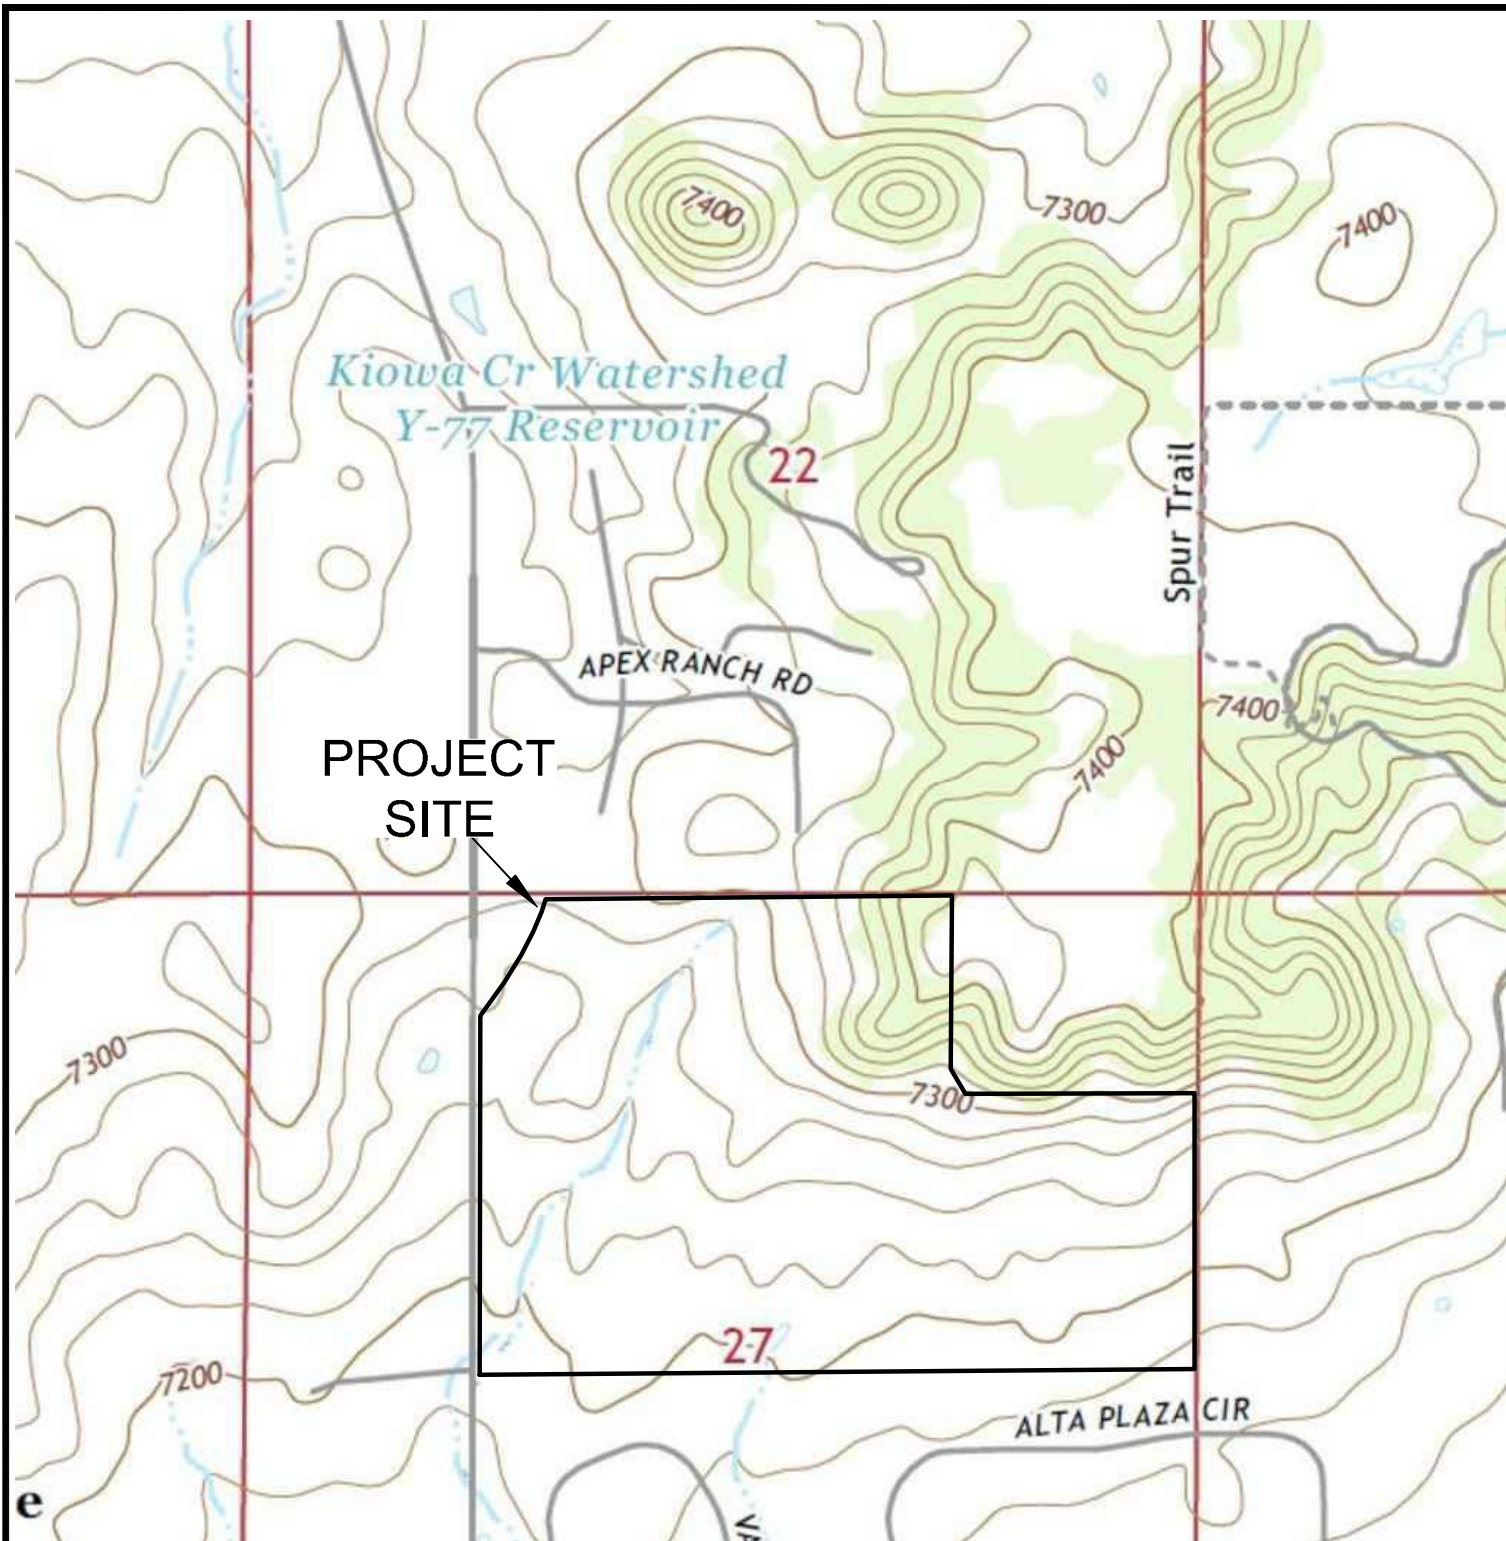 7400
7300
7400
Kiowa Cr Watershed
Y-77 Reservoir
22
Spur Trail
APEX RANCH RD
7400
7400
PROJECT
SITE
7300
7300
27
7200
ALTA PLAZA CIR
e